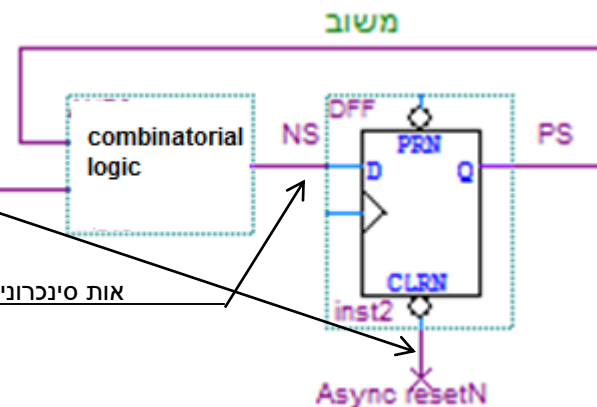 משוב
DFF
combinatorial
logic
NS
PRN
PS
D
Q
אות סינכרוני
CLRN
inst2
Async resetN